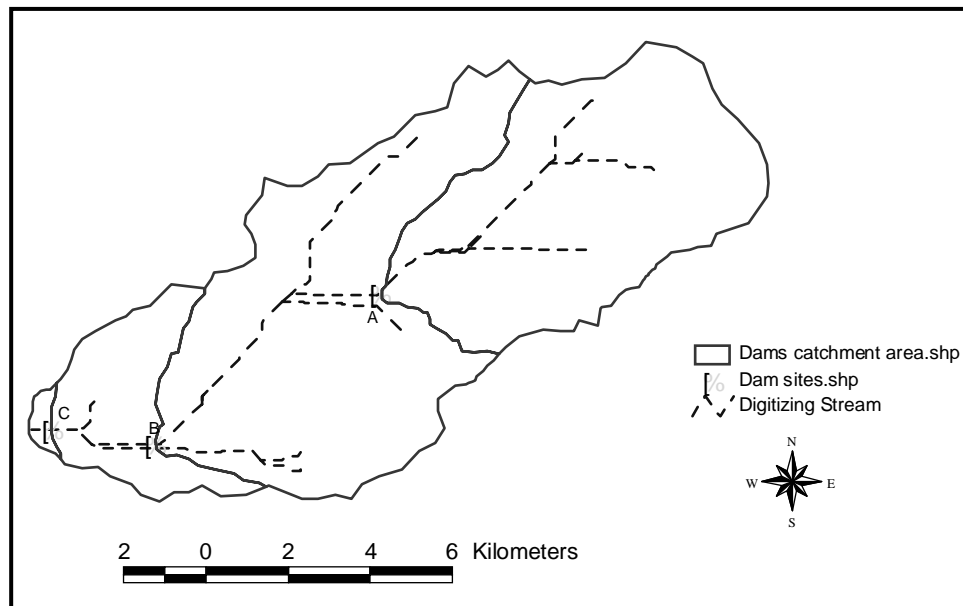 A
B
C
Dams catchment area.shp
% Dam sites.shp
Digitizing Stream
N
W E
S
2 0 2 4 6 Kilometers